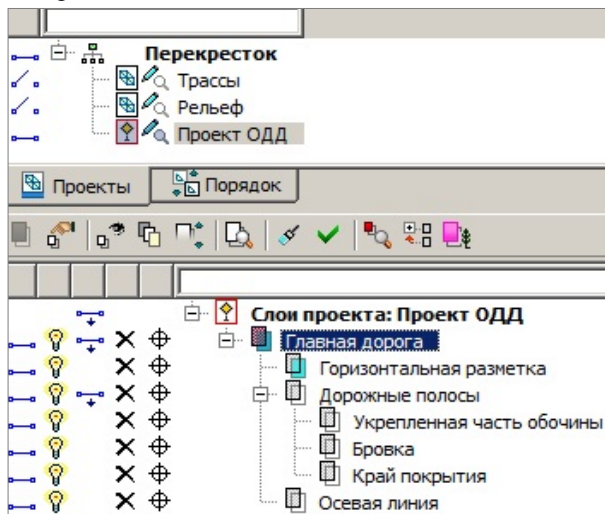 Перекресток
Трассы
Рельеф
Проект ОДД
Проекты Порядок
Слои проекта: Проект ОДД
Главная дорога
Горизонтальная разметка
Дорожные полосы
Укрепленная часть обочины
Бровка
Край покрытия
Осевая линия